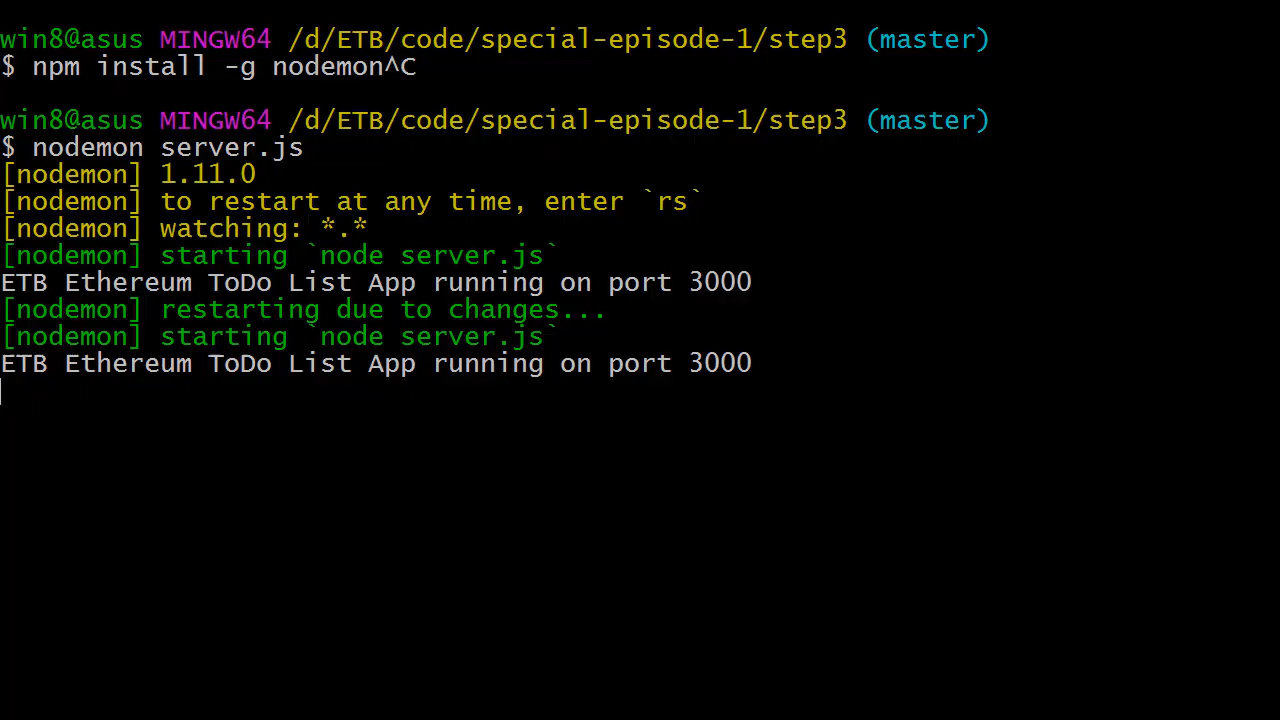 win8@asus MINGW64 /d/ETB/code/special-episode-1/step3 (master)
$ npm install -g nodemon^C
win8@asus MINGW64 /d/ETB/code/special-episode-1/step3 (master)
$ nodemon server.js
[nodemon] 1.11.0
[nodemon] to restart at any time, enter `rs`
[nodemon] watching: *.*
[nodemon] starting `node server.js`
ETB Ethereum ToDo List App running on port 3000
[nodemon] restarting due to changes...
[nodemon] starting `node server.js`
ETB Ethereum ToDo List App running on port 3000